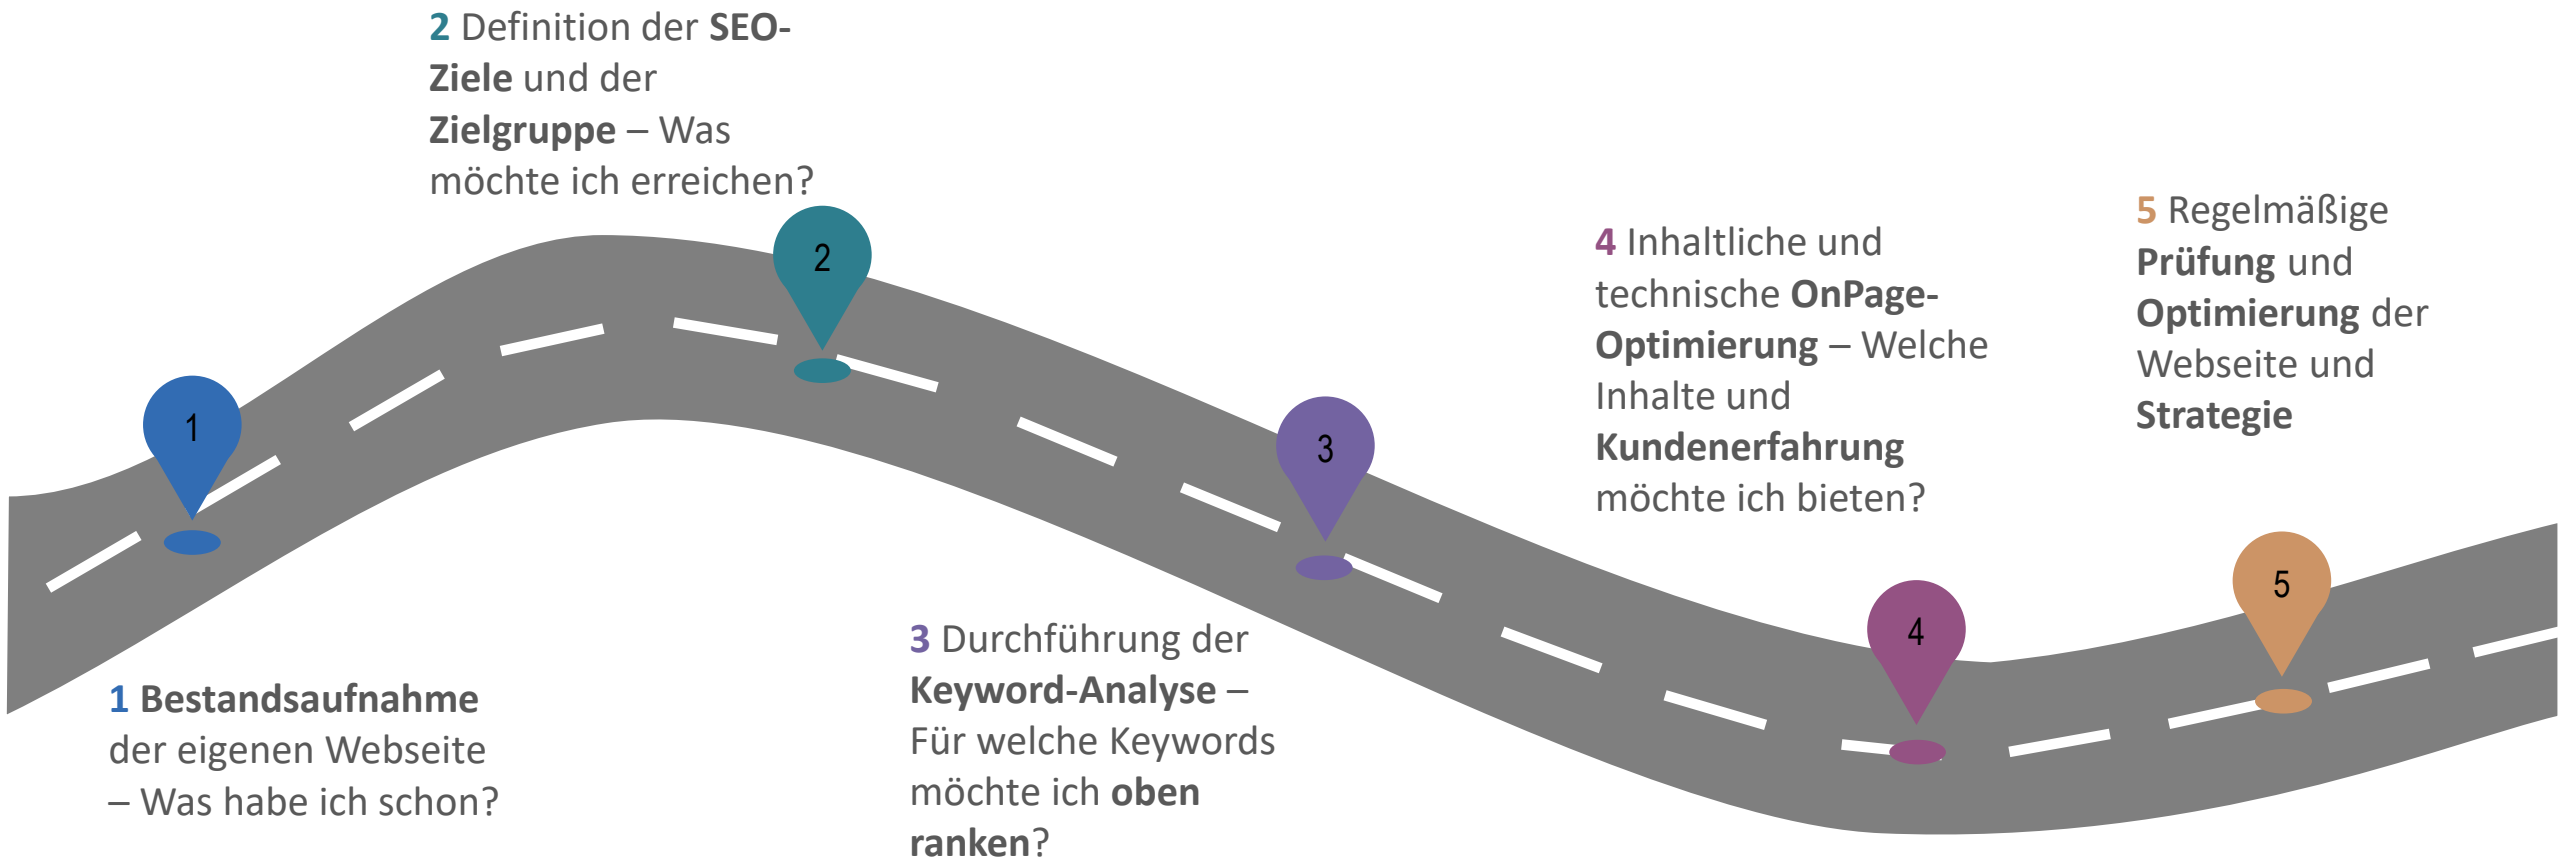 2 Definition der SEO-
Ziele und der
Zielgruppe – Was
möchte ich erreichen?
5 Regelmäßige
Prüfung und
Optimierung der
Webseite und
Strategie
4 Inhaltliche und
technische OnPage-
Optimierung – Welche
Inhalte und
Kundenerfahrung
möchte ich bieten?
2
1
3
5
4
3 Durchführung der
Keyword-Analyse –
Für welche Keywords
möchte ich oben
ranken?
1 Bestandsaufnahme
der eigenen Webseite
– Was habe ich schon?